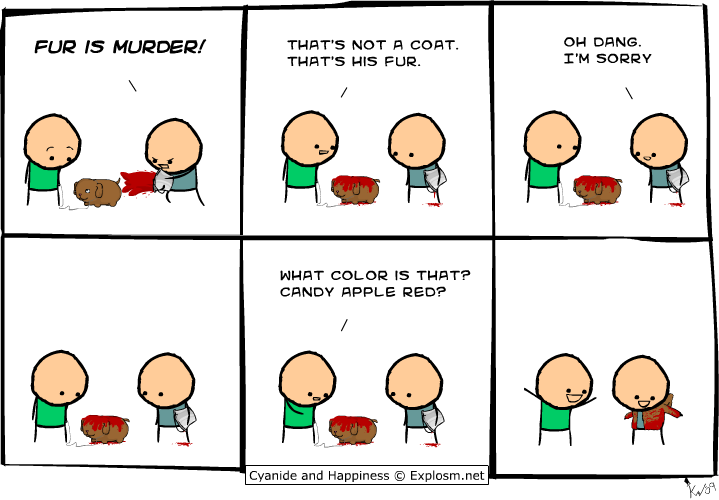 FUR IS MURDER!
THAT'S NOT A COAT.
THAT'S HIS FUR.
OH DANG.
I'M SORRY
WHAT COLOR IS THAT?
CANDY APPLE RED?
Cyanide and Happiness © Explosm.net